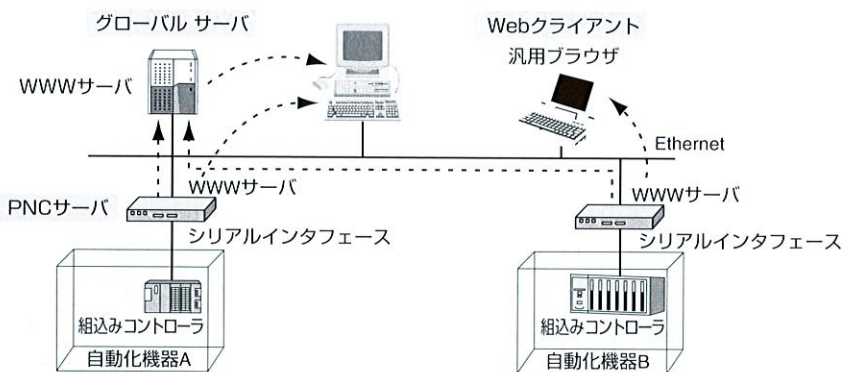 グローバル サーバ
Webクライアント
汎用ブラウザ
WWWサーバ
Ethernet
WWWサーバ
WWWサーバ
PNCサーバ
シリアルインタフェース
シリアルインタフェース
組込みコントローラ
組込みコントローラ
自動化機器A
自動化機器B